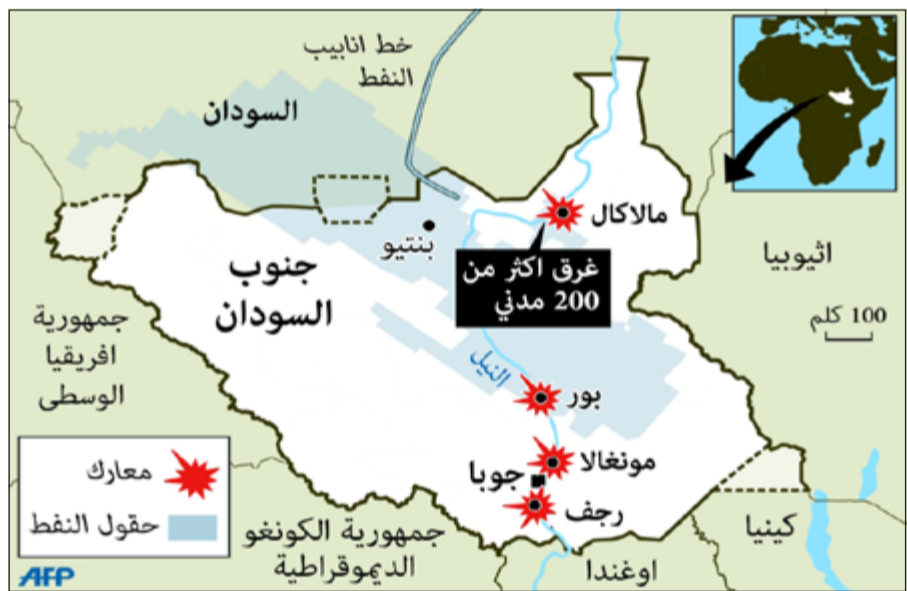 خط انابيب
النفط
السودان
مالاكال
بنتيو
غرق اكثر من
200 مدني
اثيوبيا
جنوب
السودان
100 كلم
جمهورية
افريقيا
الوسطى
النيل
بور
مونغالا
جوبا
رجف
معارك
حقول النفط
جمهورية الكونغو
الديموقراطية
اوغندا
كينيا
AFP